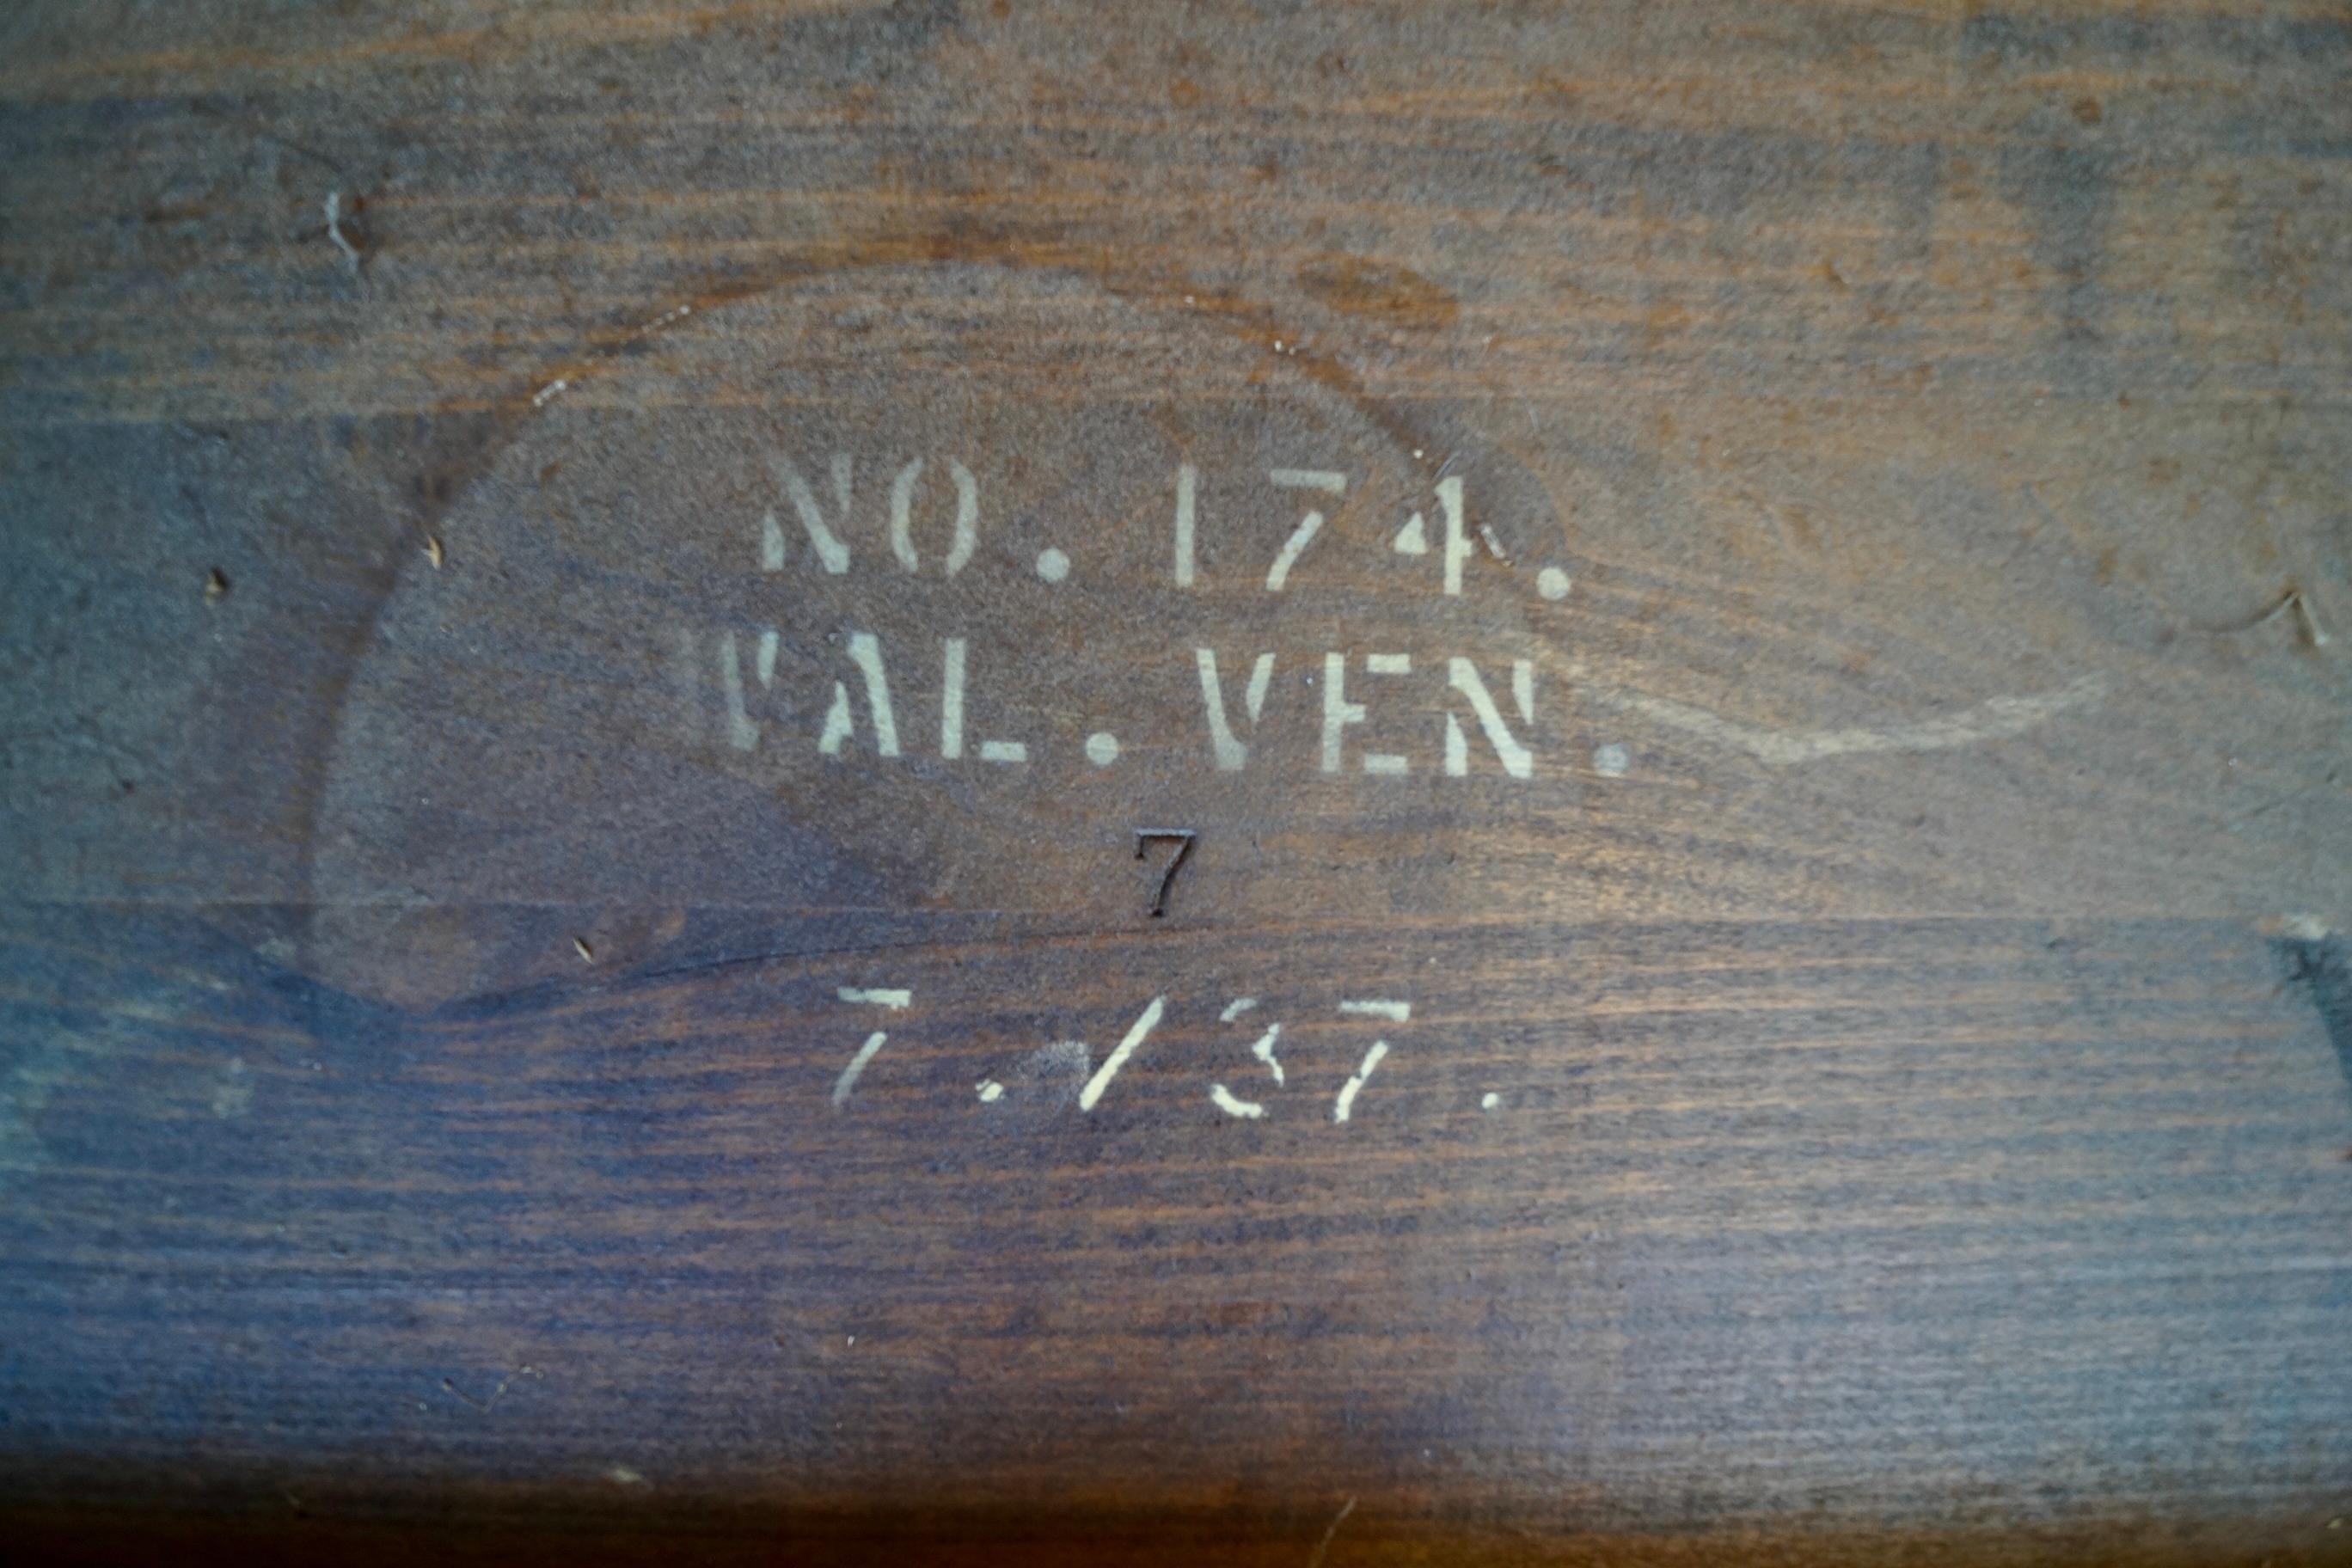 NO. 174.
VAL. VEN.
7
7./37.